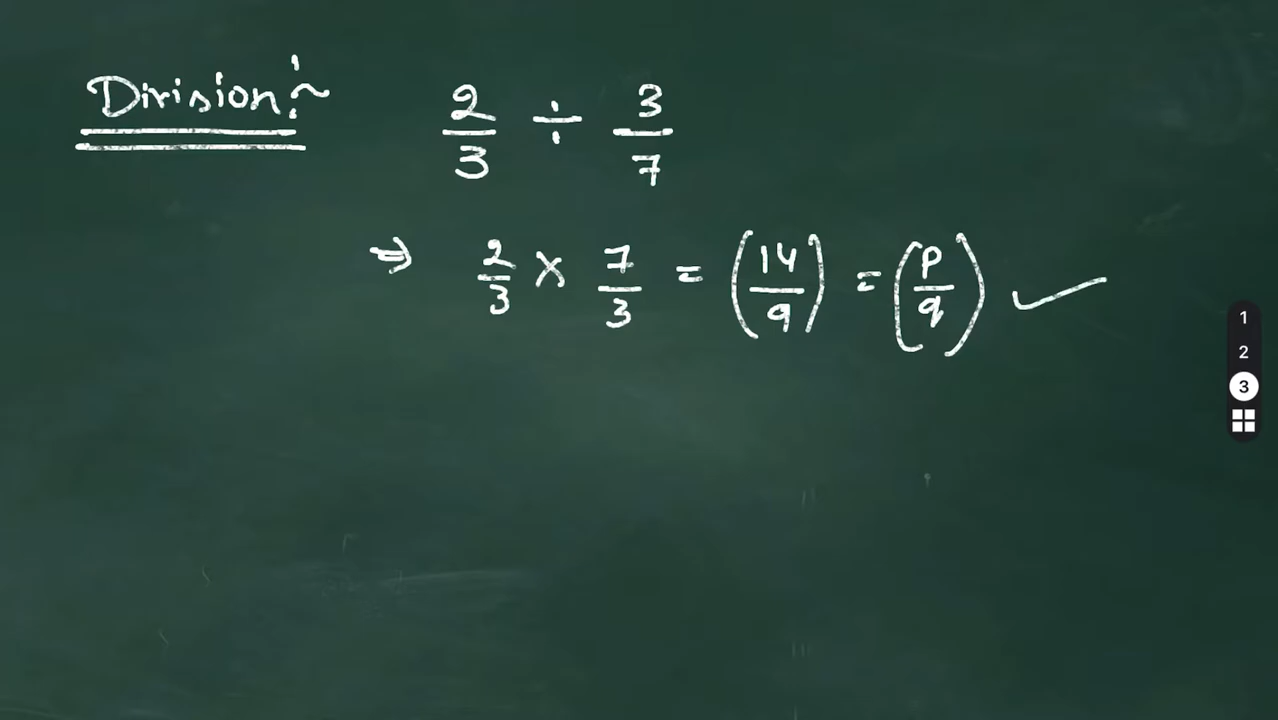 Division:~ 2/3 ÷ 3/7
⇒ 2/3 × 7/3 = (14/9) = (p/q) ✓
1
2
3